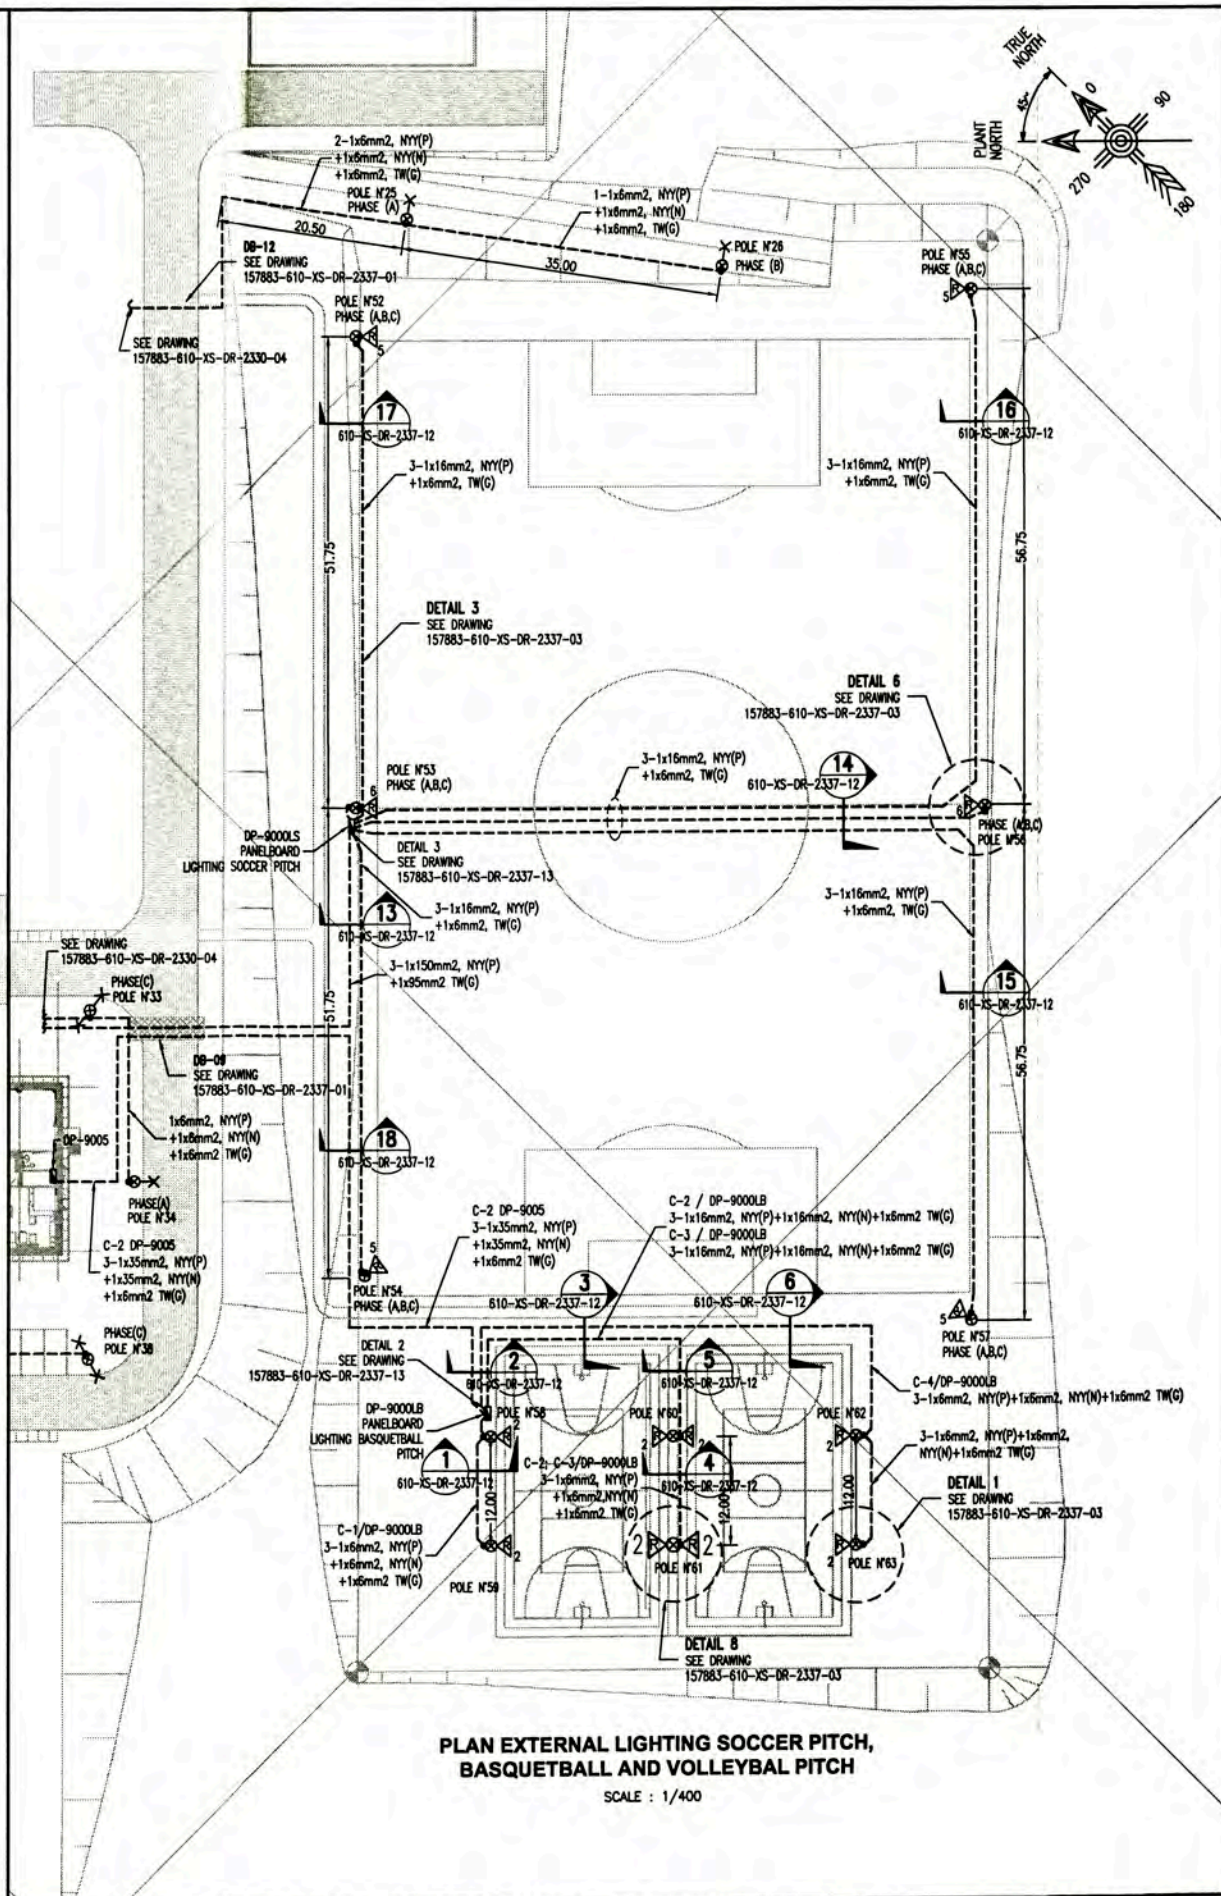 TRUE
NORTH
45°
0
90
PLANT
NORTH
270
180
2-1x6mm2, NYY(P)
+1x6mm2, NYY(N)
+1x6mm2, TW(G)
POLE N°25
PHASE (A)
1-1x6mm2, NYY(P)
+1x6mm2, NYY(N)
+1x6mm2, TW(G)
20.50
35.00
POLE N°26
PHASE (B)
DB-12
SEE DRAWING
157883-610-XS-DR-2337-01
SEE DRAWING
157883-610-XS-DR-2330-04
POLE N°52
PHASE (A,B,C)
5
POLE N°55
PHASE (A,B,C)
5
17
610-XS-DR-2337-12
16
610-XS-DR-2337-12
3-1x16mm2, NYY(P)
+1x6mm2, TW(G)
3-1x16mm2, NYY(P)
+1x6mm2, TW(G)
51.75
56.75
DETAIL 3
SEE DRAWING
157883-610-XS-DR-2337-03
DETAIL 6
SEE DRAWING
157883-610-XS-DR-2337-03
POLE N°53
PHASE (A,B,C)
6
3-1x16mm2, NYY(P)
+1x6mm2, TW(G)
14
610-XS-DR-2337-12
6
PHASE (A,B,C)
POLE N°56
DP-9000LS
PANELBOARD
LIGHTING SOCCER PITCH
DETAIL 3
SEE DRAWING
157883-610-XS-DR-2337-13
3-1x16mm2, NYY(P)
+1x6mm2, TW(G)
13
610-XS-DR-2337-12
3-1x16mm2, NYY(P)
+1x6mm2, TW(G)
3-1x150mm2, NYY(P)
+1x95mm2 TW(G)
51.75
15
610-XS-DR-2337-12
56.75
SEE DRAWING
157883-610-XS-DR-2330-04
PHASE(C)
POLE N°33
DB-09
SEE DRAWING
157883-610-XS-DR-2337-01
1x6mm2, NYY(P)
+1x6mm2, NYY(N)
+1x6mm2 TW(G)
DP-9005
18
610-XS-DR-2337-12
PHASE(A)
POLE N°34
C-2 DP-9005
3-1x35mm2, NYY(P)
+1x35mm2, NYY(N)
+1x6mm2 TW(G)
C-2 DP-9005
3-1x35mm2, NYY(P)
+1x35mm2, NYY(N)
+1x6mm2 TW(G)
C-2 / DP-9000LB
3-1x16mm2, NYY(P)+1x16mm2, NYY(N)+1x6mm2 TW(G)
C-3 / DP-9000LB
3-1x16mm2, NYY(P)+1x16mm2, NYY(N)+1x6mm2 TW(G)
5
POLE N°54
PHASE (A,B,C)
3
610-XS-DR-2337-12
6
610-XS-DR-2337-12
5
POLE N°57
PHASE (A,B,C)
PHASE(C)
POLE N°38
DETAIL 2
SEE DRAWING
157883-610-XS-DR-2337-13
2
610-XS-DR-2337-12
5
610-XS-DR-2337-12
C-4/DP-9000LB
3-1x6mm2, NYY(P)+1x6mm2, NYY(N)+1x6mm2 TW(G)
DP-9000LB
PANELBOARD
LIGHTING BASQUETBALL
PITCH
POLE N°58
2
POLE N°60
2
2
POLE N°62
2
3-1x6mm2, NYY(P)+1x6mm2,
NYY(N)+1x6mm2 TW(G)
1
610-XS-DR-2337-12
C-2; C-3/DP-9000LB
3-1x6mm2, NYY(P)
+1x6mm2,NYY(N)
+1x6mm2 TW(G)
4
610-XS-DR-2337-12
12.00
12.00
12.00
DETAIL 1
SEE DRAWING
157883-610-XS-DR-2337-03
C-1/DP-9000LB
3-1x6mm2, NYY(P)
+1x6mm2, NYY(N)
+1x6mm2 TW(G)
2
POLE N°59
2
2
POLE N°61
2
POLE N°63
DETAIL 8
SEE DRAWING
157883-610-XS-DR-2337-03
PLAN EXTERNAL LIGHTING SOCCER PITCH,
BASQUETBALL AND VOLLEYBAL PITCH
SCALE : 1/400